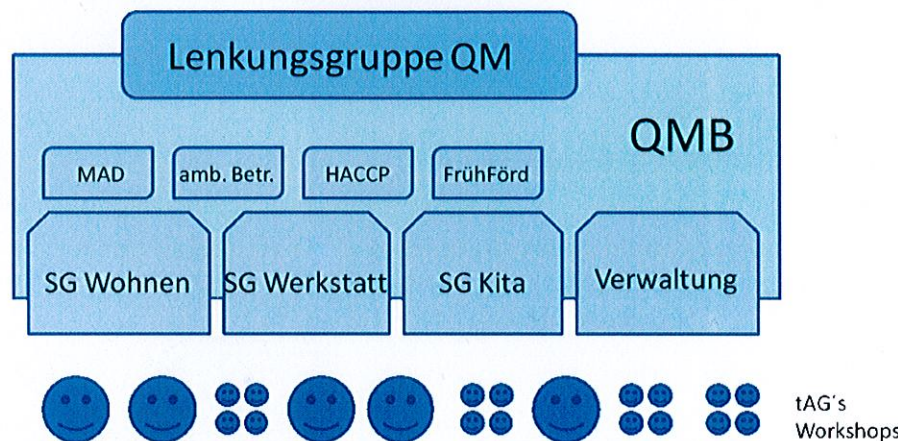 Lenkungsgruppe QM
QMB
MAD
amb. Betr.
HACCP
FrühFörd
SG Wohnen
SG Werkstatt
SG Kita
Verwaltung
tAG´s
Workshops